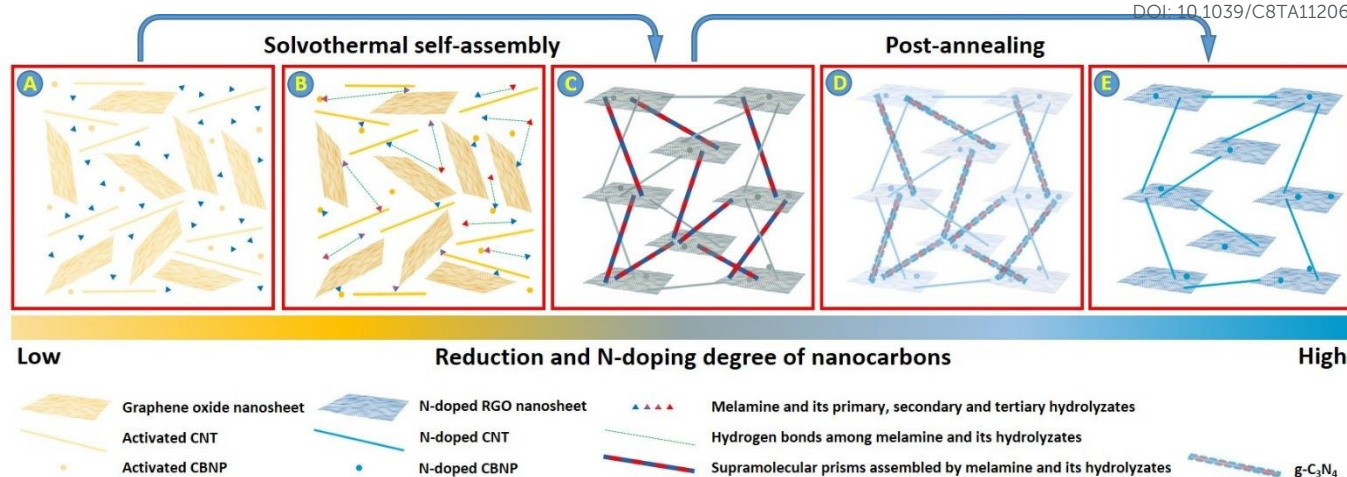 DOI: 10.1039/C8TA11206
Solvothermal self-assembly
Post-annealing
A
B
C
D
E
Low
Reduction and N-doping degree of nanocarbons
High
Graphene oxide nanosheet
N-doped RGO nanosheet
Melamine and its primary, secondary and tertiary hydrolyzates
Activated CNT
N-doped CNT
Hydrogen bonds among melamine and its hydrolyzates
Activated CBNP
N-doped CBNP
Supramolecular prisms assembled by melamine and its hydrolyzates
g-C₃N₄